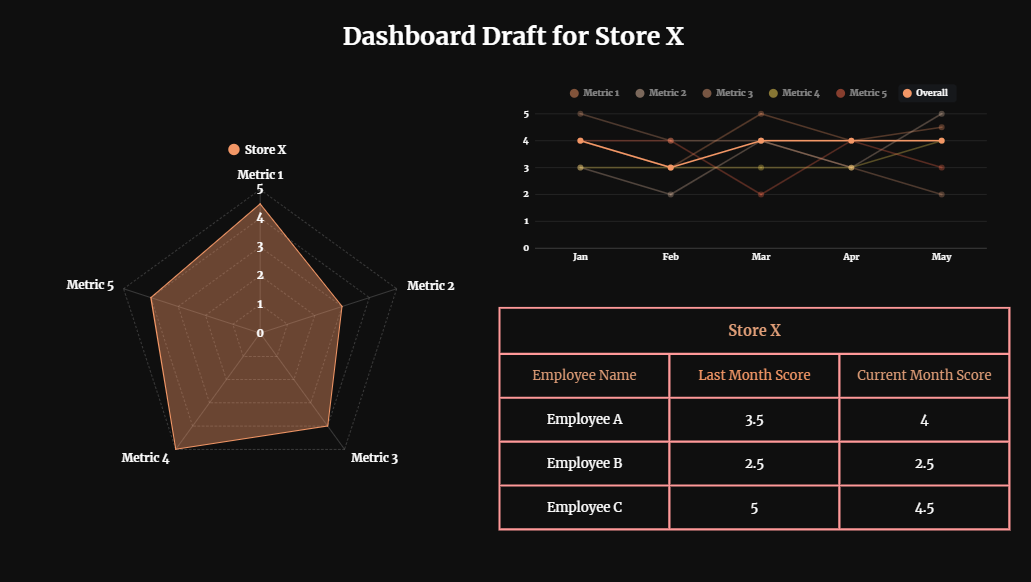 Dashboard Draft for Store X
Metric 1 Metric 2 Metric 3 Metric 4 Metric 5 Overall
5
4
3
2
1
0
Jan Feb Mar Apr May
Store X
Metric 1
5
4
3
2
1
0
Metric 5
Metric 2
Metric 4
Metric 3
Store X
Employee Name Last Month Score Current Month Score
Employee A 3.5 4
Employee B 2.5 2.5
Employee C 5 4.5